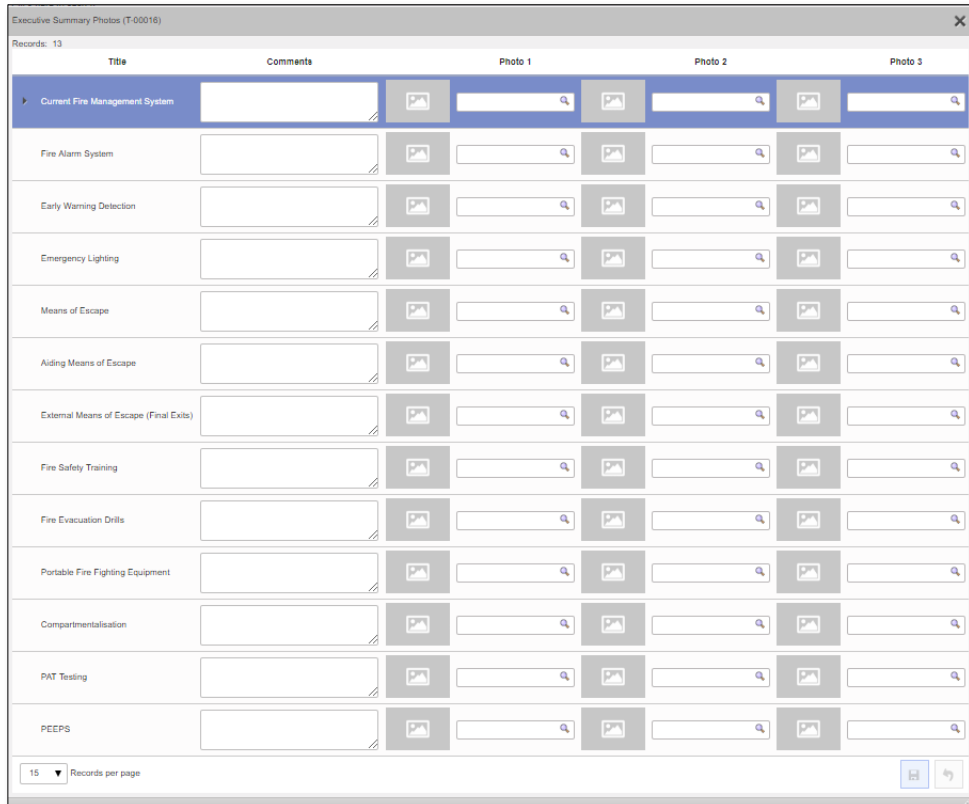 Executive Summary Photos (T-00016)
Records: 13
Title Comments Photo 1 Photo 2 Photo 3
Current Fire Management System
Fire Alarm System
Early Warning Detection
Emergency Lighting
Means of Escape
Aiding Means of Escape
External Means of Escape (Final Exits)
Fire Safety Training
Fire Evacuation Drills
Portable Fire Fighting Equipment
Compartmentalisation
PAT Testing
PEEPS
15 Records per page